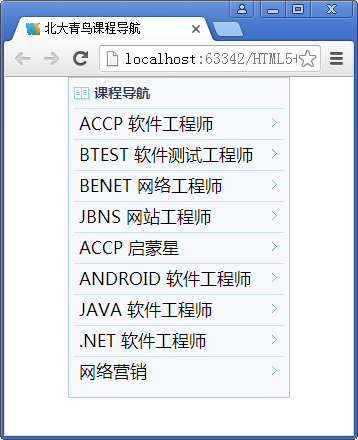 北大青鸟课程导航
localhost:63342/HTML5+
课程导航
ACCP 软件工程师
BTEST 软件测试工程师
BENET 网络工程师
JBNS 网站工程师
ACCP 启蒙星
ANDROID 软件工程师
JAVA 软件工程师
.NET 软件工程师
网络营销